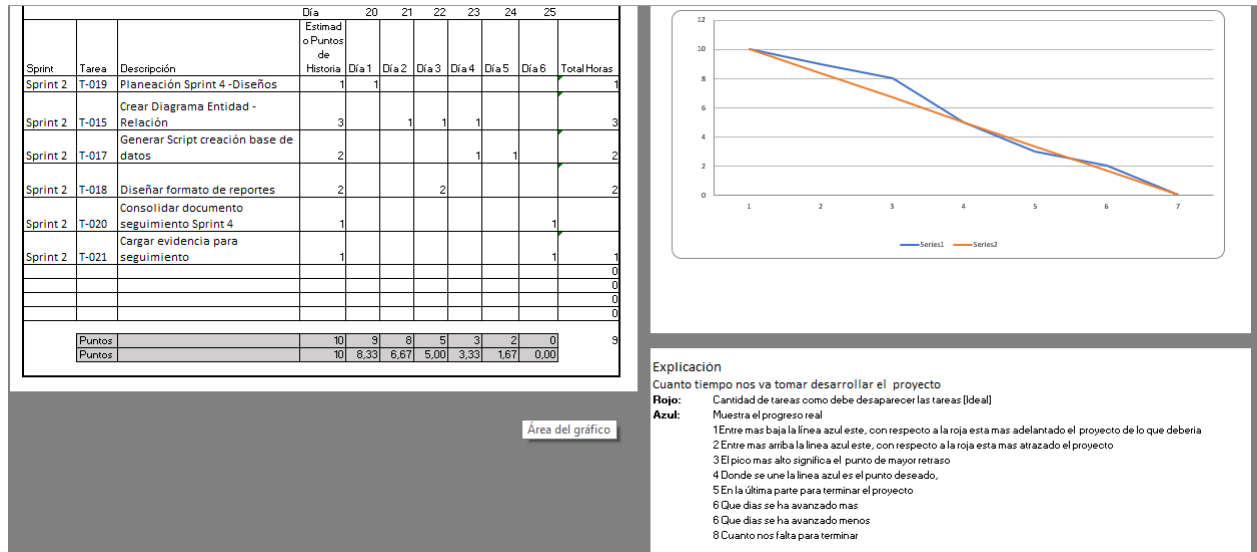 Día 20 21 22 23 24 25
Estimad
o Puntos
de
Sprint Tarea Descripción Historia Día 1 Día 2 Día 3 Día 4 Día 5 Día 6 Total Horas
Sprint 2 T-019 Planeación Sprint 4 -Diseños 1 1 1
Crear Diagrama Entidad -
Sprint 2 T-015 Relación 3 1 1 1 3
Generar Script creación base de
Sprint 2 T-017 datos 2 1 1 2
Sprint 2 T-018 Diseñar formato de reportes 2 2 2
Consolidar documento
Sprint 2 T-020 seguimiento Sprint 4 1 1
Cargar evidencia para
Sprint 2 T-021 seguimiento 1 1 1
0
0
0
0
Puntos 10 9 8 5 3 2 0 9
Puntos 10 8,33 6,67 5,00 3,33 1,67 0,00
Área del gráfico
12
10
8
6
4
2
0
1 2 3 4 5 6 7
Series1 Series2
Explicación
Cuanto tiempo nos va tomar desarrollar el proyecto
Rojo: Cantidad de tareas como debe desaparecer las tareas [Ideal]
Azul: Muestra el progreso real
1 Entre mas baja la línea azul este, con respecto a la roja esta mas adelantado el proyecto de lo que deberia
2 Entre mas arriba la linea azul este, con respecto a la roja esta mas atrazado el proyecto
3 El pico mas alto significa el punto de mayor retraso
4 Donde se une la línea azul es el punto deseado,
5 En la última parte para terminar el proyecto
6 Que dias se ha avanzado mas
6 Que dias se ha avanzado menos
8 Cuanto nos falta para terminar